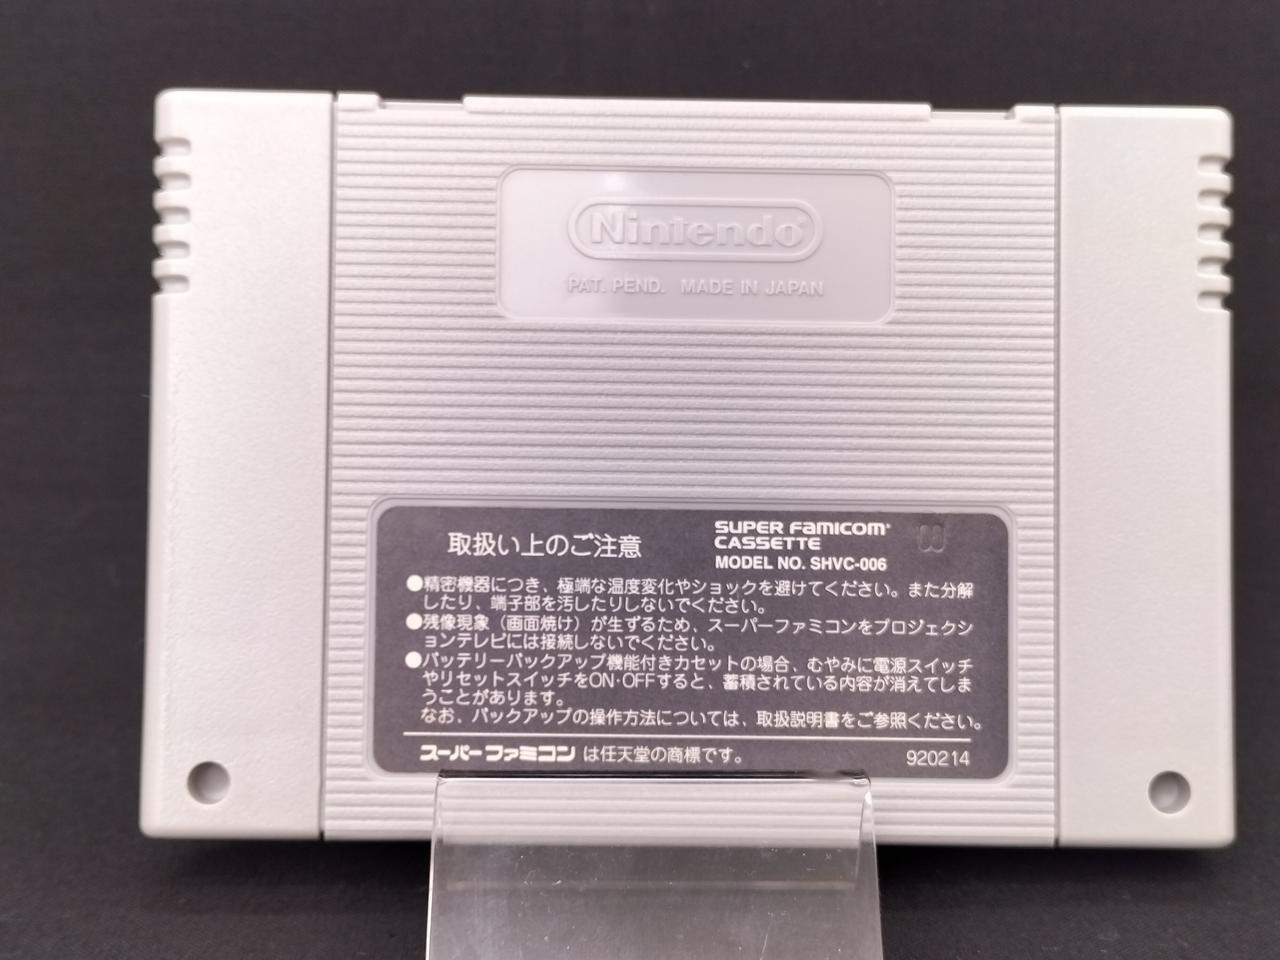 Nintendo
PAT. PEND. MADE IN JAPAN
取扱い上のご注意
SUPER FAMICOM
CASSETTE
MODEL NO. SHVC-006
●精密機器につき、極端な温度変化やショックを避けてください。また分解
したり、端子部を汚したりしないでください。
●残像現象（画面焼け）が生ずるため、スーパーファミコンをプロジェクシ
ョンテレビには接続しないでください。
●バッテリーバックアップ機能付きカセットの場合、むやみに電源スイッチ
やリセットスイッチをON·OFFすると、蓄積されている内容が消えてしま
うことがあります。
なお、バックアップの操作方法については、取扱説明書をご参照ください。
スーパーファミコン は任天堂の商標です。
920214